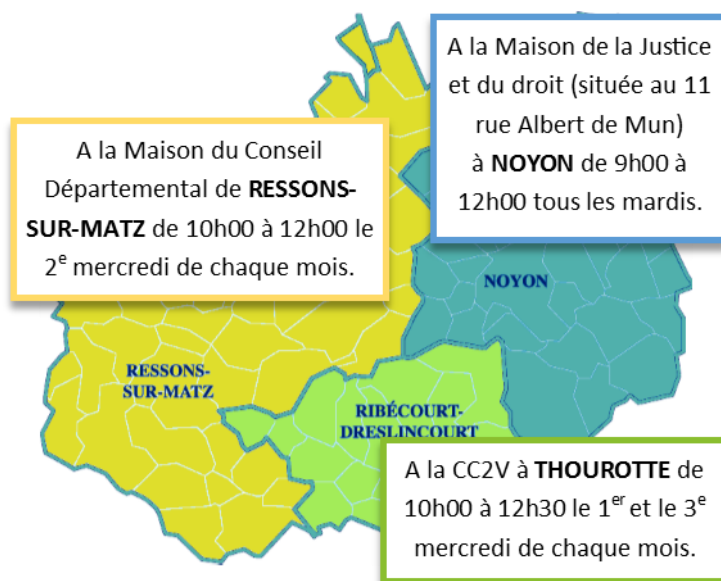 A la Maison de la Justice
et du droit (située au 11
rue Albert de Mun)
à NOYON de 9h00 à
12h00 tous les mardis.
A la Maison du Conseil
Départemental de RESSONS-
SUR-MATZ de 10h00 à 12h00 le
2e mercredi de chaque mois.
NOYON
RESSONS-
SUR-MATZ
RIBÉCOURT-
DRESLINCOURT
A la CC2V à THOUROTTE de
10h00 à 12h30 le 1er et le 3e
mercredi de chaque mois.